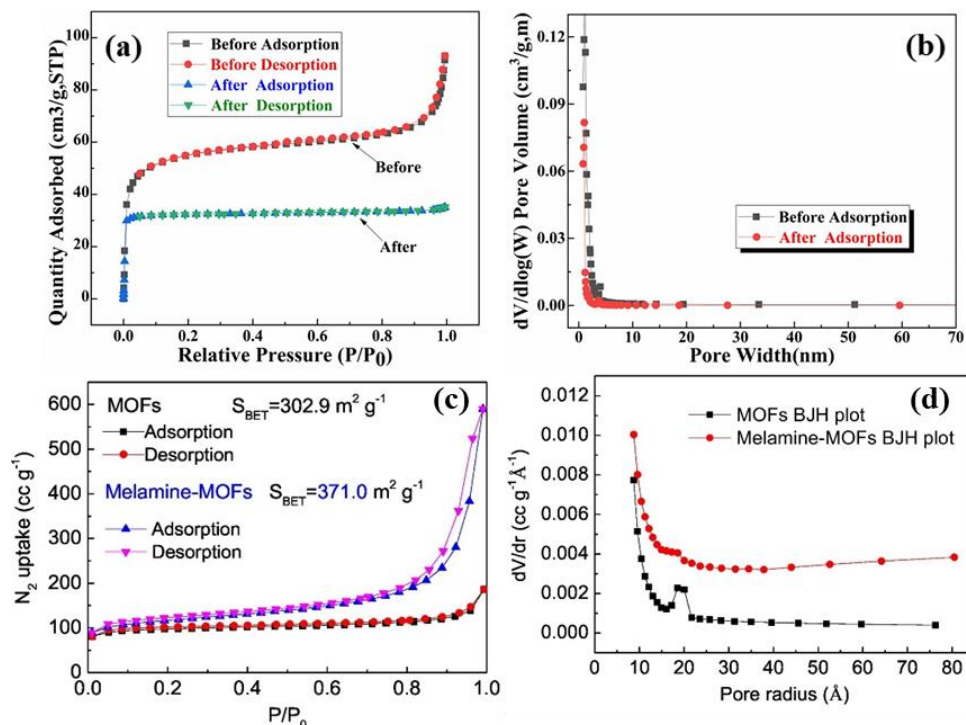 (a)
Before Adsorption
Before Desorption
After Adsorption
After Desorption
Before
After
Quantity Adsorbed (cm3/g,STP)
100
80
60
40
20
0
0.0 0.2 0.4 0.6 0.8 1.0
Relative Pressure (P/P0)
(b)
Before Adsorption
After Adsorption
dV/dlog(W) Pore Volume (cm³/g,m)
0.12
0.09
0.06
0.03
0.00
0 10 20 30 40 50 60 70
Pore Width(nm)
(c)
MOFs S_BET=302.9 m² g⁻¹
Adsorption
Desorption
Melamine-MOFs S_BET=371.0 m² g⁻¹
Adsorption
Desorption
N₂ uptake (cc g⁻¹)
600
500
400
300
200
100
0
0.0 0.2 0.4 0.6 0.8 1.0
P/P₀
(d)
MOFs BJH plot
Melamine-MOFs BJH plot
dV/dr (cc g⁻¹ Å⁻¹)
0.012
0.010
0.008
0.006
0.004
0.002
0.000
0 10 20 30 40 50 60 70 80
Pore radius (Å)